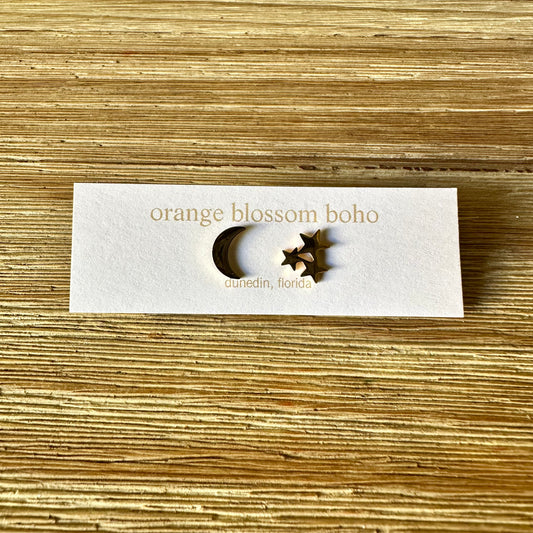 orange blossom boho
dunedin, florida